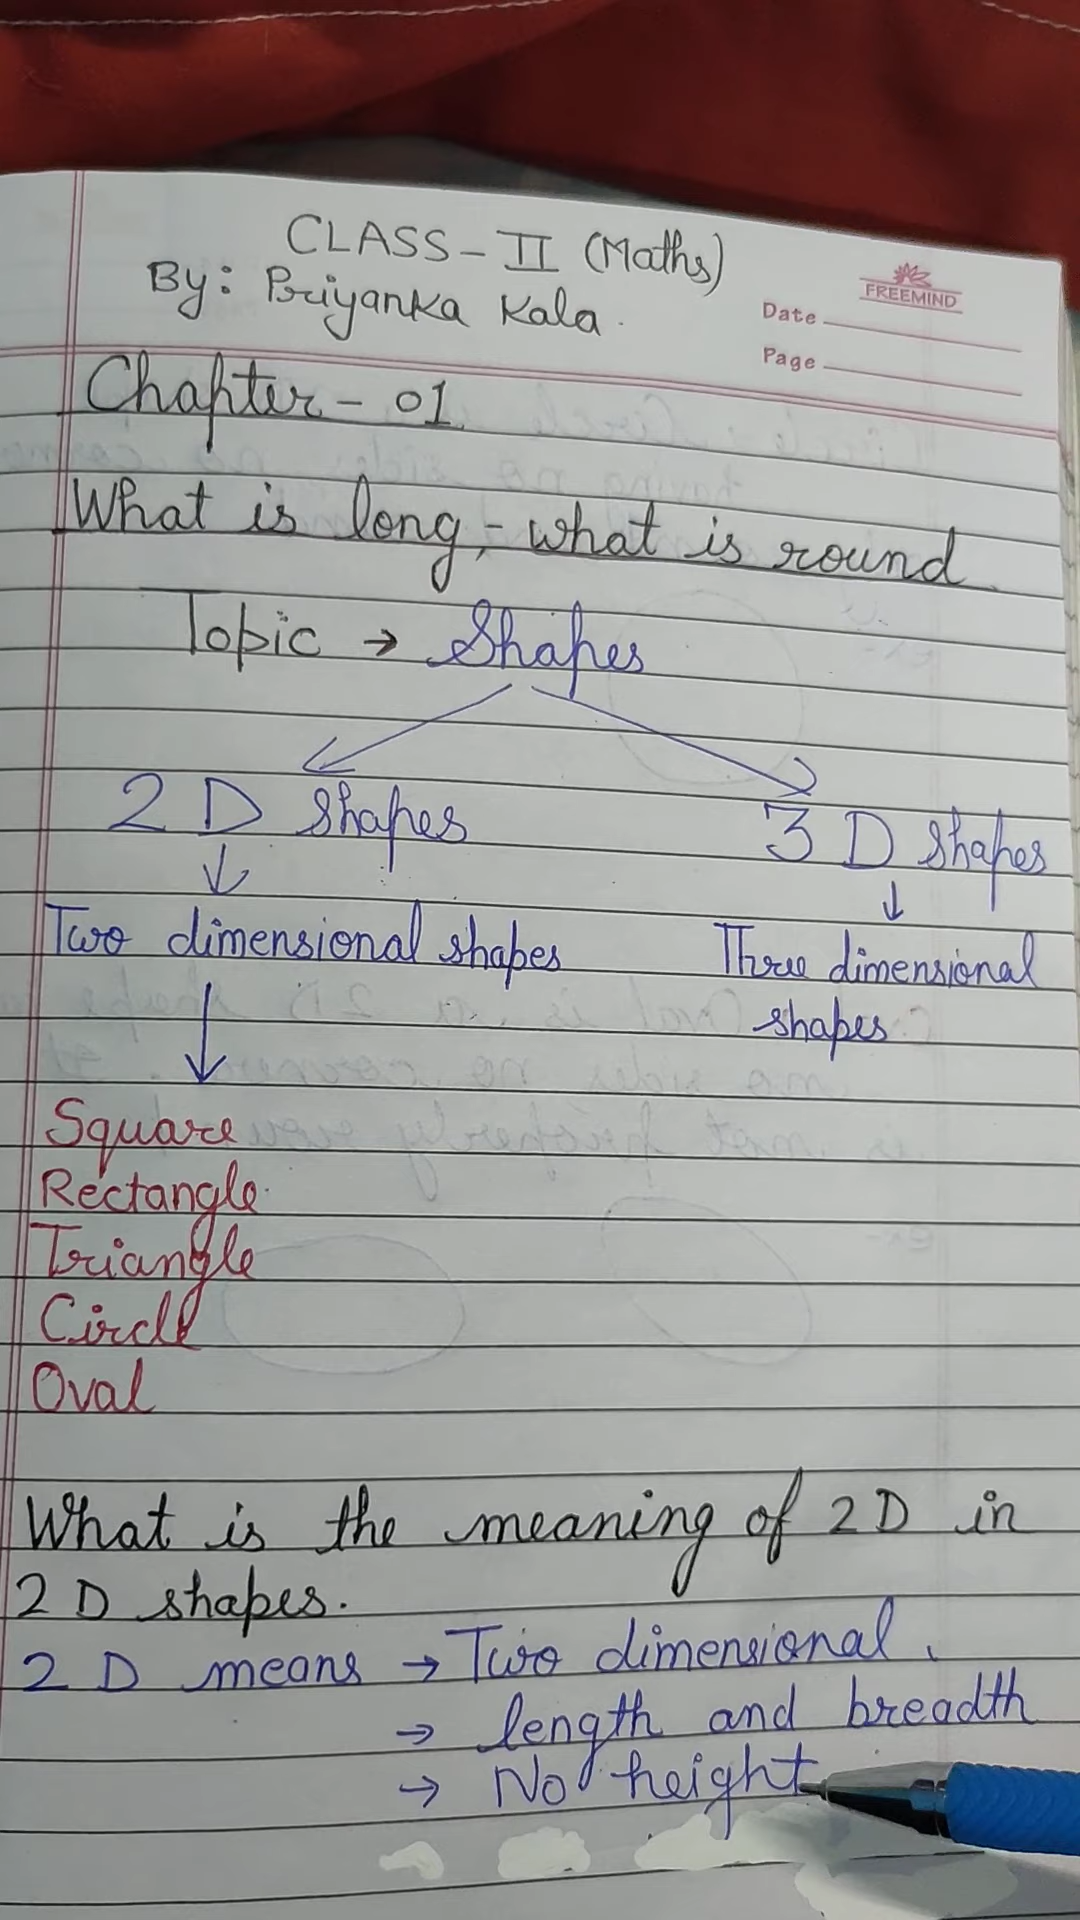 CLASS - II (Maths)
By: Priyanka Kala.
FREEMIND
Date
Page
Chapter - 01
What is long, - what is round
Topic → Shapes
2 D shapes
3 D shapes
Two dimensional shapes
Three dimensional
shapes
Square
Rectangle
Triangle
Circle
Oval
What is the meaning of 2 D in
2 D shapes.
2 D means → Two dimensional.
→ length and breadth
→ No height